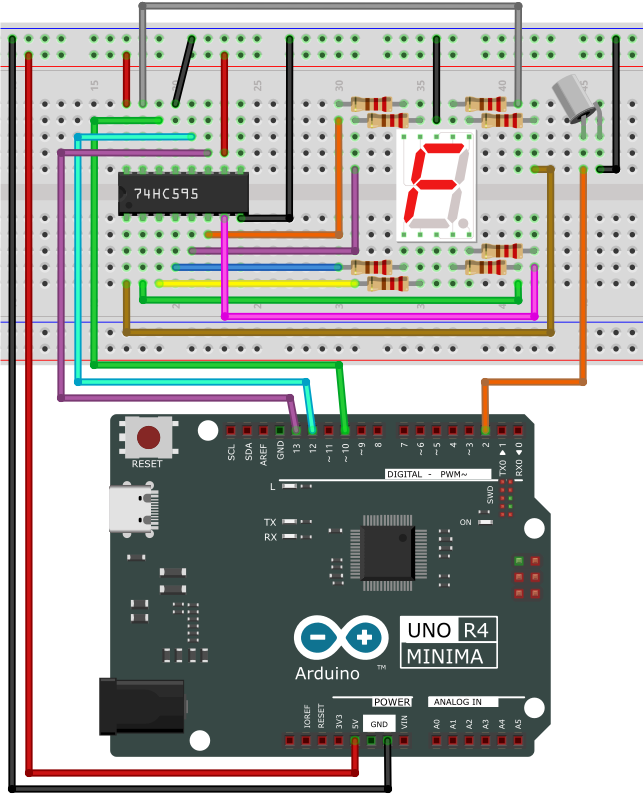 15 20 25 30 35 45
74HC595
RESET
SCL SDA AREF GND 13 12 ~11 ~10 ~9 8 7 ~6 ~5 4 ~3 2 TX0▶1 RX0◀0
DIGITAL - PWM~
L
TX
RX
SWD
ON
UNO R4
MINIMA
Arduino
TM
POWER
ANALOG IN
IOREF RESET 3V3 5V GND VIN A0 A1 A2 A3 A4 A5